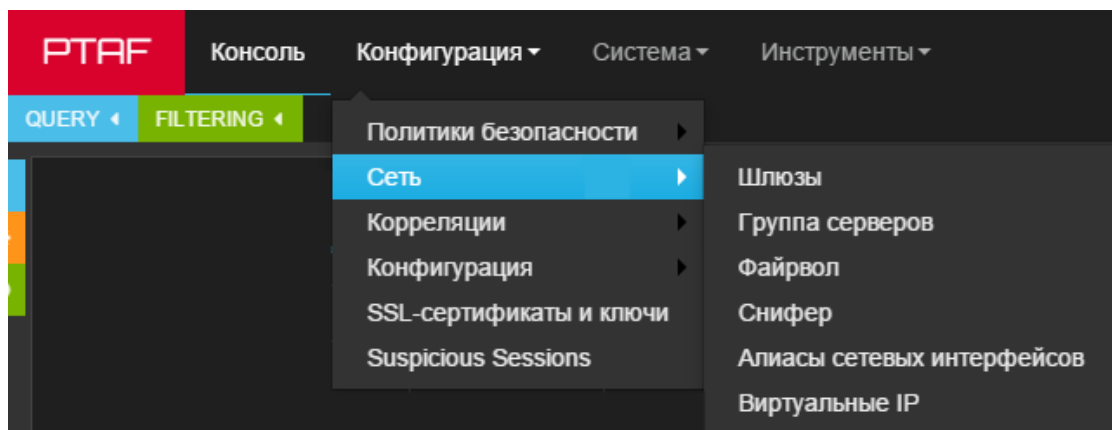 PTAF Консоль Конфигурация Система Инструменты
QUERY FILTERING
Политики безопасности
Сеть
Корреляции
Конфигурация
SSL-сертификаты и ключи
Suspicious Sessions
Шлюзы
Группа серверов
Файрвол
Снифер
Алиасы сетевых интерфейсов
Виртуальные IP